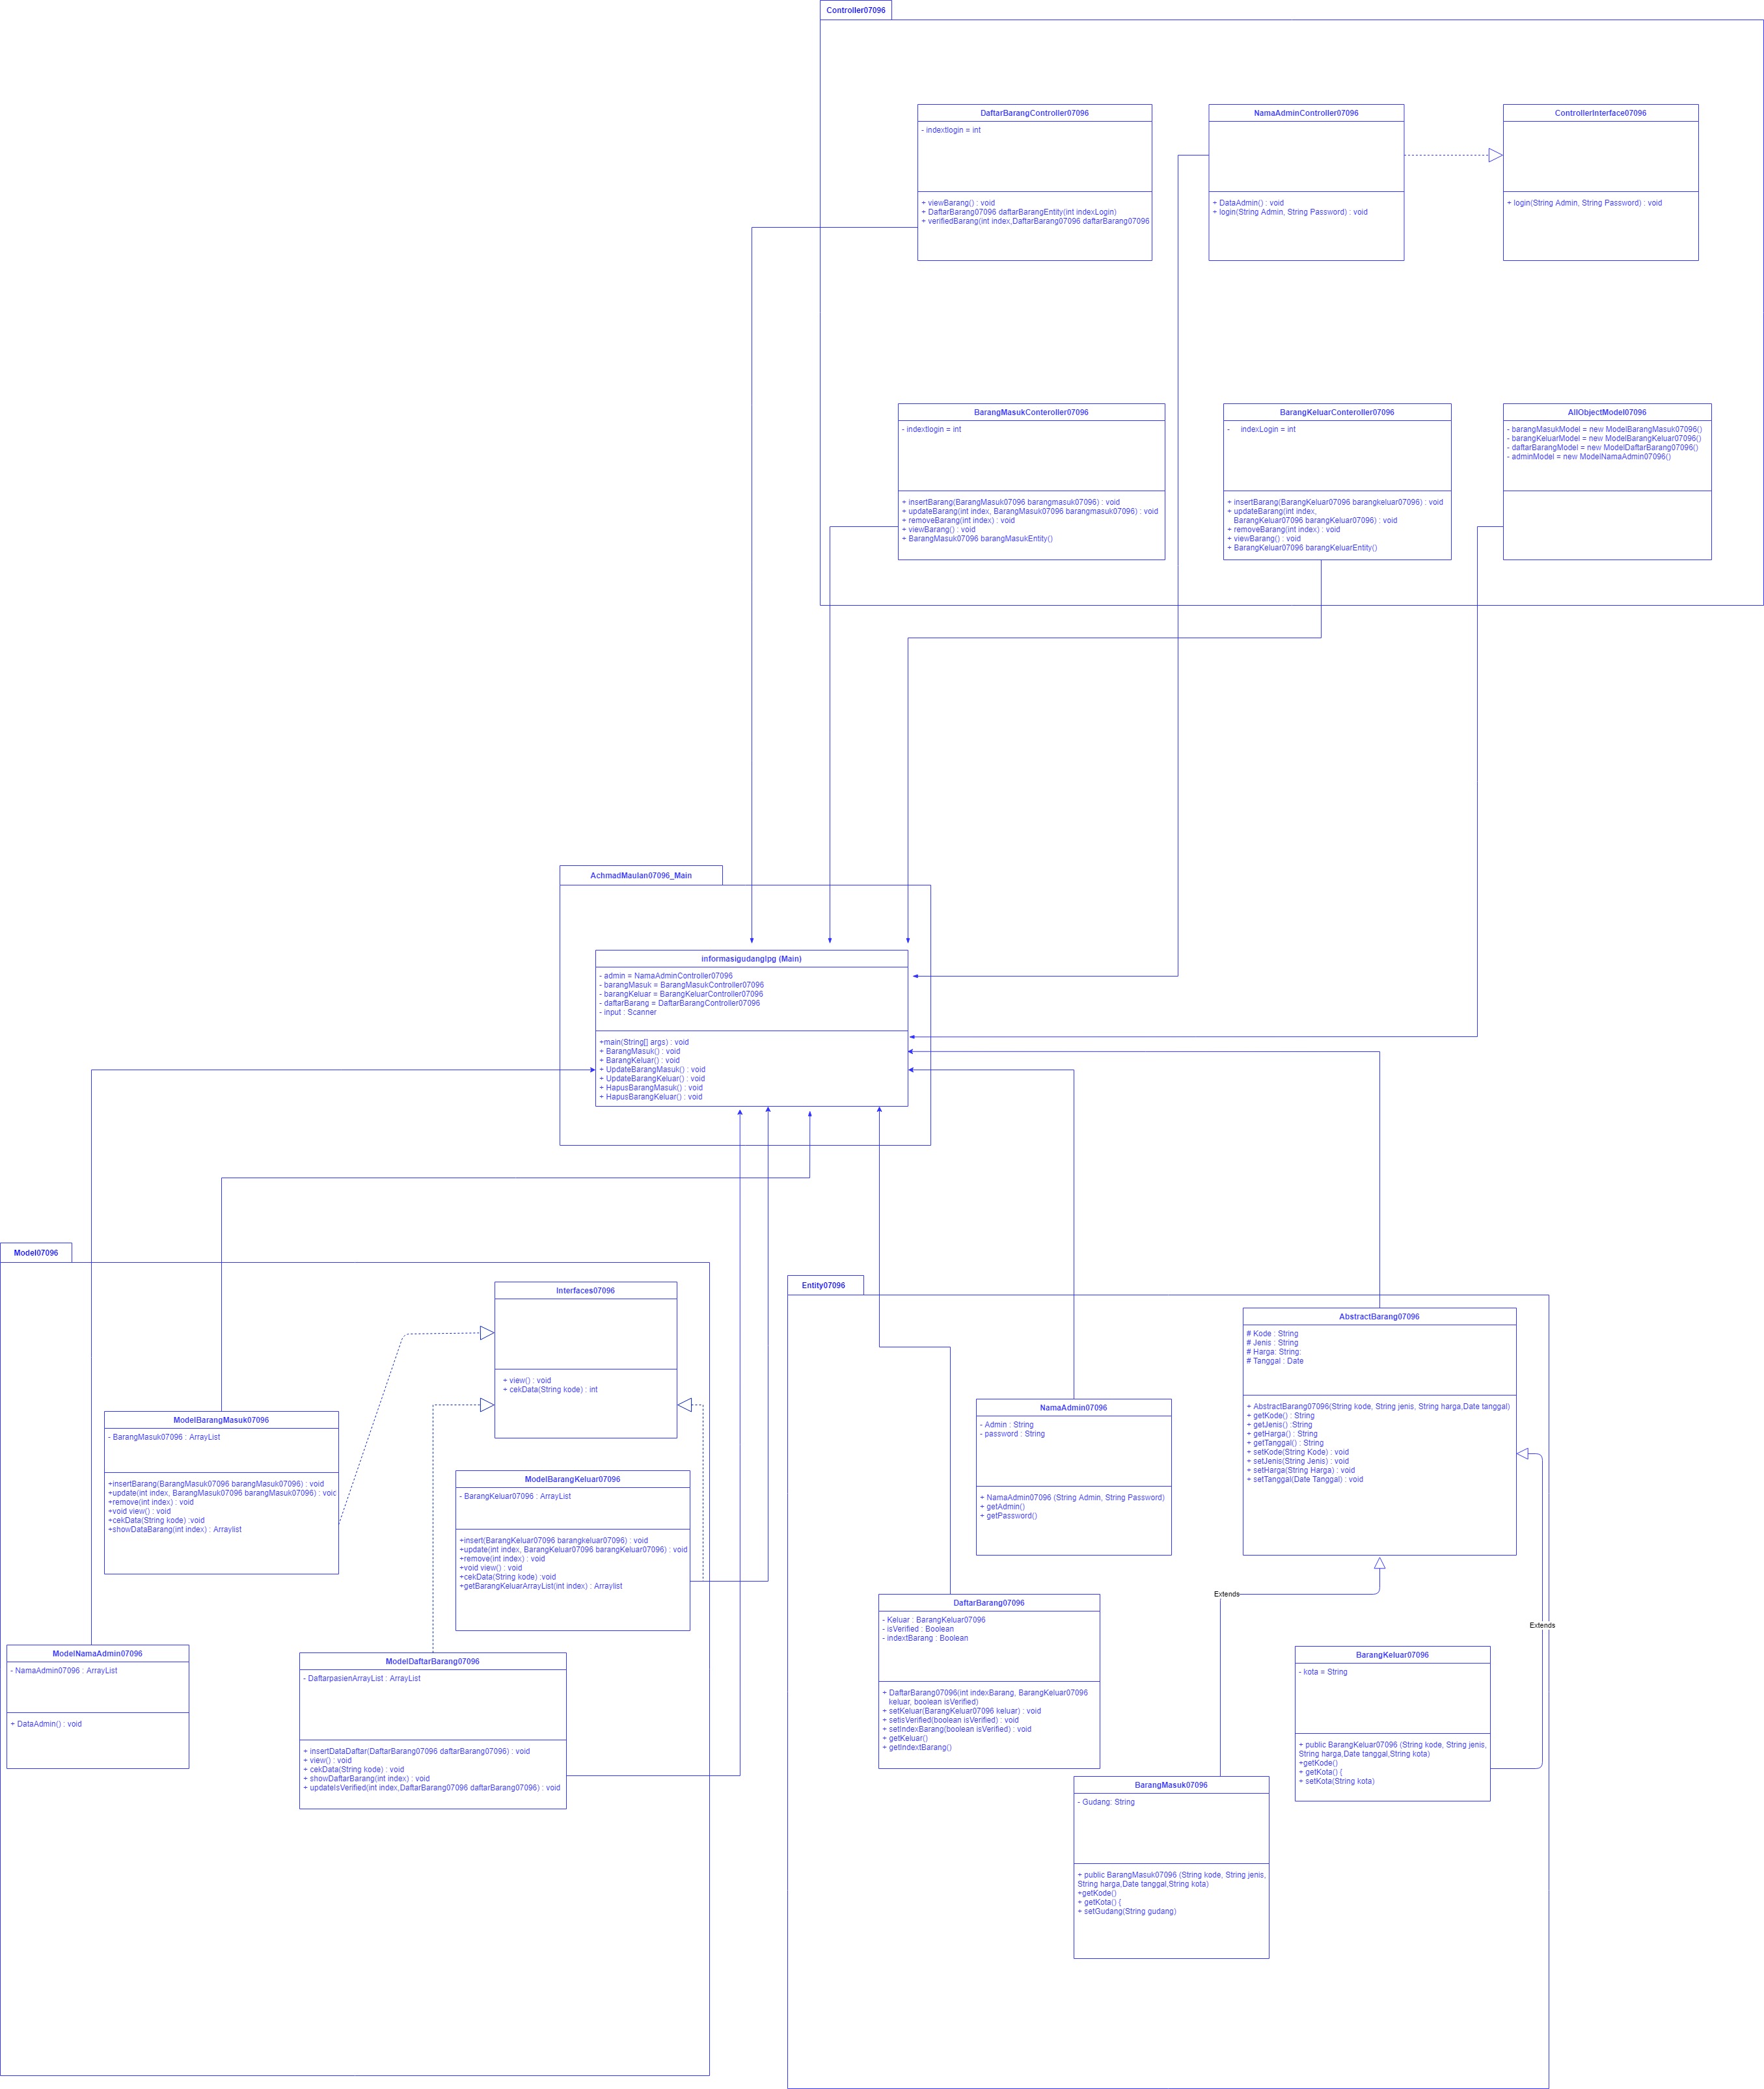 Controller07096
DaftarBarangController07096
- indextlogin = int
+ viewBarang() : void
+ DaftarBarang07096 daftarBarangEntity(int indexLogin)
+ verifiedBarang(int index,DaftarBarang07096 daftarBarang07096
NamaAdminController07096
+ DataAdmin() : void
+ login(String Admin, String Password) : void
ControllerInterface07096
+ login(String Admin, String Password) : void
BarangMasukConteroller07096
- indextlogin = int
+ insertBarang(BarangMasuk07096 barangmasuk07096) : void
+ updateBarang(int index, BarangMasuk07096 barangmasuk07096) : void
+ removeBarang(int index) : void
+ viewBarang() : void
+ BarangMasuk07096 barangMasukEntity()
BarangKeluarConteroller07096
- indexLogin = int
+ insertBarang(BarangKeluar07096 barangkeluar07096) : void
+ updateBarang(int index,
BarangKeluar07096 barangKeluar07096) : void
+ removeBarang(int index) : void
+ viewBarang() : void
+ BarangKeluar07096 barangKeluarEntity()
AllObjectModel07096
- barangMasukModel = new ModelBarangMasuk07096()
- barangKeluarModel = new ModelBarangKeluar07096()
- daftarBarangModel = new ModelDaftarBarang07096()
- adminModel = new ModelNamaAdmin07096()
AchmadMaulan07096_Main
informasigudanglpg (Main)
- admin = NamaAdminController07096
- barangMasuk = BarangMasukController07096
- barangKeluar = BarangKeluarController07096
- daftarBarang = DaftarBarangController07096
- input : Scanner
+main(String[] args) : void
+ BarangMasuk() : void
+ BarangKeluar() : void
+ UpdateBarangMasuk() : void
+ UpdateBarangKeluar() : void
+ HapusBarangMasuk() : void
+ HapusBarangKeluar() : void
Model07096
Interfaces07096
+ view() : void
+ cekData(String kode) : int
ModelBarangMasuk07096
- BarangMasuk07096 : ArrayList
+insertBarang(BarangMasuk07096 barangMasuk07096) : void
+update(int index, BarangMasuk07096 barangMasuk07096) : void
+remove(int index) : void
+void view() : void
+cekData(String kode) :void
+showDataBarang(int index) : Araylist
ModelBarangKeluar07096
- BarangKeluar07096 : ArrayList
+insert(BarangKeluar07096 barangkeluar07096) : void
+update(int index, BarangKeluar07096 barangKeluar07096) : void
+remove(int index) : void
+void view() : void
+cekData(String kode) :void
+getBarangKeluarArrayList(int index) : Araylist
ModelNamaAdmin07096
- NamaAdmin07096 : ArrayList
+ DataAdmin() : void
ModelDaftarBarang07096
- DaftarpasienArrayList : ArrayList
+ insertDataDaftar(DaftarBarang07096 daftarBarang07096) : void
+ view() : void
+ cekData(String kode) : void
+ showDaftarBarang(int index) : void
+ updateIsVerified(int index,DaftarBarang07096 daftarBarang07096) : void
Entity07096
AbstractBarang07096
# Kode : String
# Jenis : String
# Harga: String:
# Tanggal : Date
+ AbstractBarang07096(String kode, String jenis, String harga,Date tanggal)
+ getKode() : String
+ getJenis() :String
+ getHarga() : String
+ getTanggal() : String
+ setKode(String Kode) : void
+ setJenis(String Jenis) : void
+ setHarga(String Harga) : void
+ setTanggal(Date Tanggal) : void
NamaAdmin07096
- Admin : String
- password : String
+ NamaAdmin07096 (String Admin, String Password)
+ getAdmin()
+ getPassword()
Extends
DaftarBarang07096
- Keluar : BarangKeluar07096
- isVerified : Boolean
- indextBarang : Boolean
+ DaftarBarang07096(int indexBarang, BarangKeluar07096
keluar, boolean isVerified)
+ setKeluar(BarangKeluar07096 keluar) : void
+ setisVerified(boolean isVerified) : void
+ setIndexBarang(boolean isVerified) : void
+ getKeluar()
+ getIndextBarang()
Extends
BarangKeluar07096
- kota = String
+ public BarangKeluar07096 (String kode, String jenis,
String harga,Date tanggal,String kota)
+getKode()
+ getKota() {
+ setKota(String kota)
BarangMasuk07096
- Gudang: String
+ public BarangMasuk07096 (String kode, String jenis,
String harga,Date tanggal,String kota)
+getKode()
+ getKota() {
+ setGudang(String gudang)